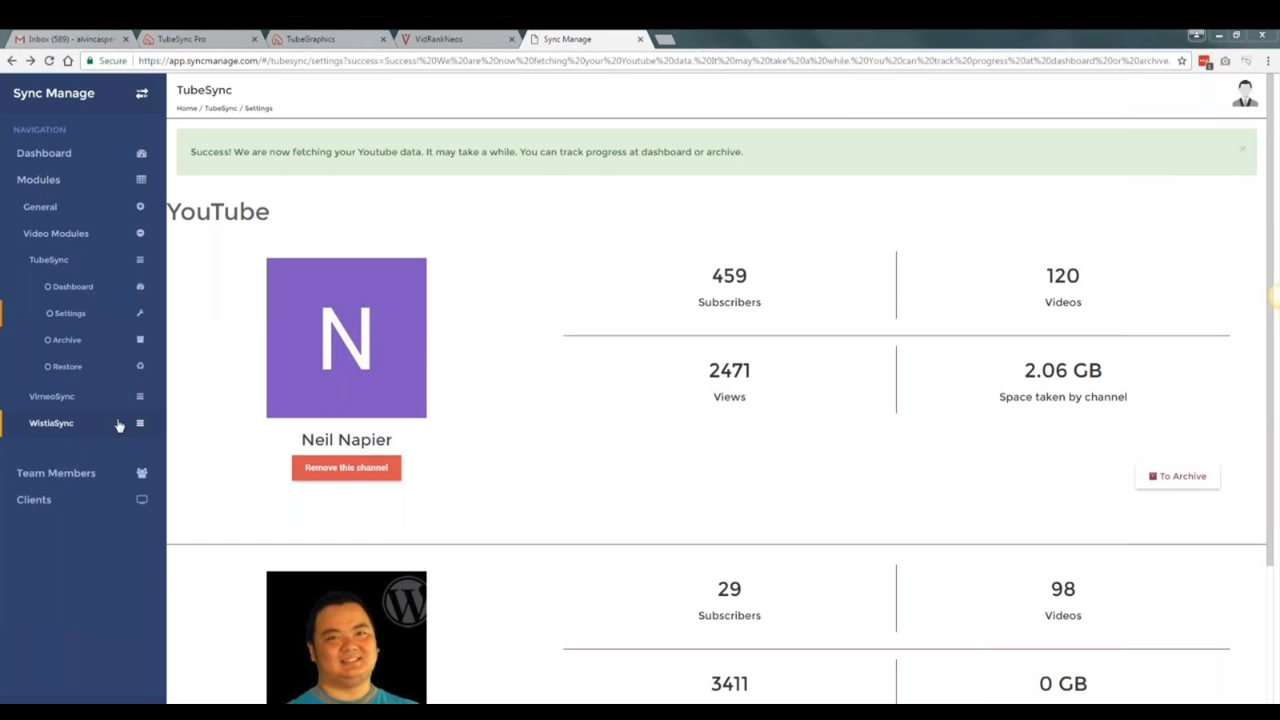 Inbox (589) - alvincasper
TubeSync Pro
TubeGraphics
VidRankNeos
Sync Manage
Secure
https://app.syncmanage.com/#/tubesync/settings?success=Success!%20We%20are%20now%20fetching%20your%20Youtube%20data.%20It%20may%20take%20a%20while.%20You%20can%20track%20progress%20at%20dashboard%20or%20archive.
Sync Manage
NAVIGATION
Dashboard
Modules
General
Video Modules
TubeSync
Dashboard
Settings
Archive
Restore
VimeoSync
WistiaSync
Team Members
Clients
TubeSync
Home / TubeSync / Settings
Success! We are now fetching your Youtube data. It may take a while. You can track progress at dashboard or archive.
YouTube
N
Neil Napier
Remove this channel
459
Subscribers
120
Videos
2471
Views
2.06 GB
Space taken by channel
To Archive
29
Subscribers
98
Videos
3411
0 GB